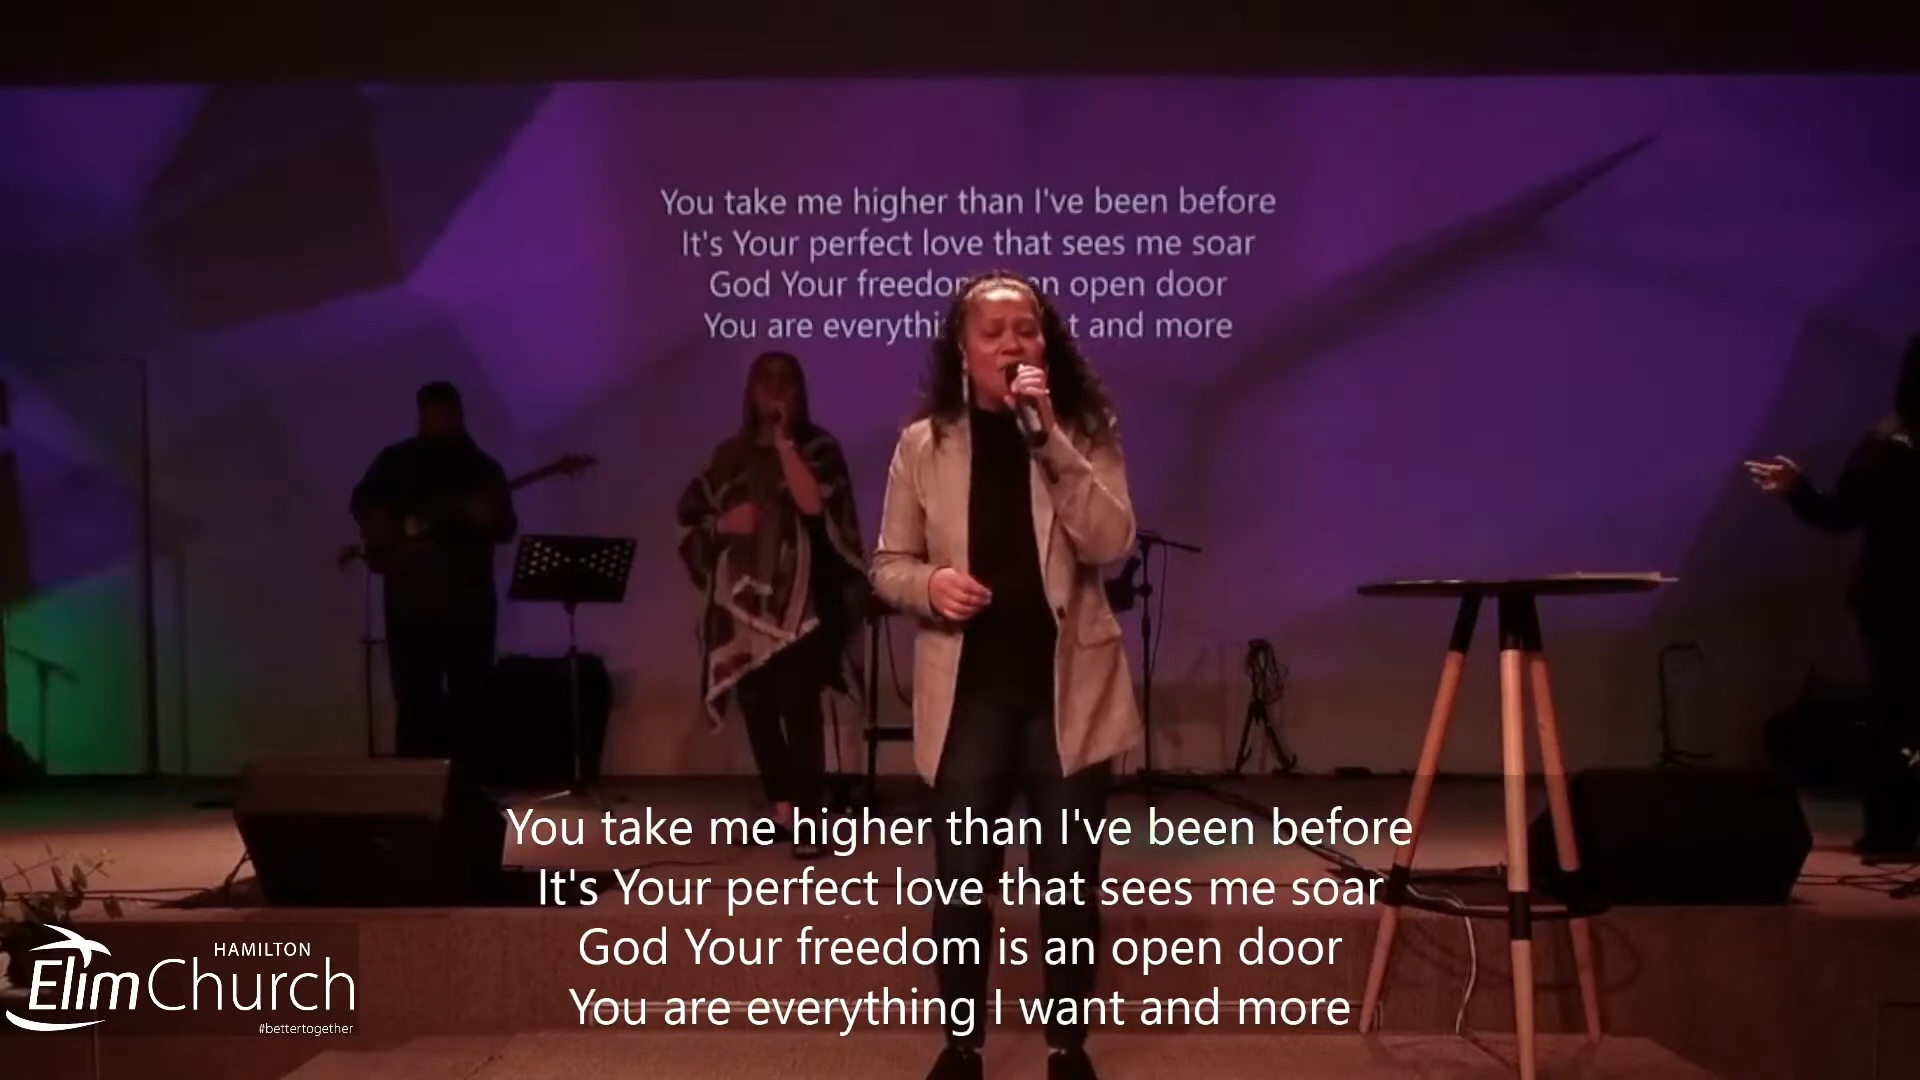 You take me higher than I've been before
It's Your perfect love that sees me soar
God Your freedom an open door
You are everythi t and more
You take me higher than I've been before
It's Your perfect love that sees me soar
God Your freedom is an open door
You are everything I want and more
HAMILTON
Elim Church
#bettertogether